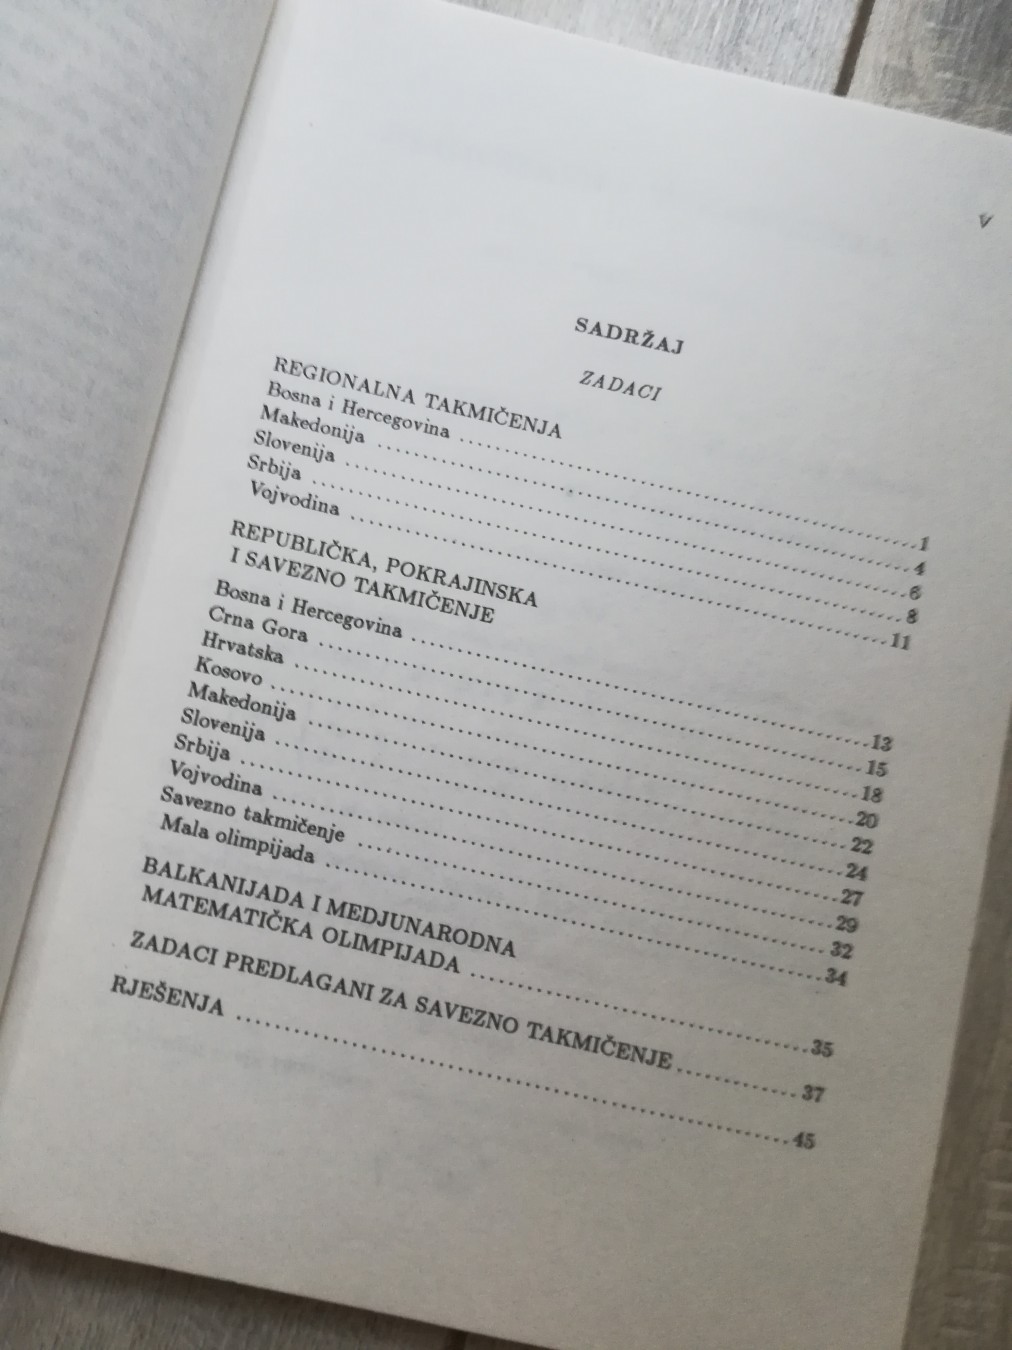 V
SADRŽAJ
ZADACI
REGIONALNA TAKMIČENJA
Bosna i Hercegovina ........................................ 1
Makedonija ........................................ 4
Slovenija ........................................ 6
Srbija ........................................ 8
Vojvodina ........................................ 11
REPUBLIČKA, POKRAJINSKA
I SAVEZNO TAKMIČENJE
Bosna i Hercegovina ........................................ 13
Crna Gora ........................................ 15
Hrvatska ........................................ 18
Kosovo ........................................ 20
Makedonija ........................................ 22
Slovenija ........................................ 24
Srbija ........................................ 27
Vojvodina ........................................ 29
Savezno takmičenje ........................................ 32
Mala olimpijada ........................................ 34
BALKANIJADA I MEDJUNARODNA
MATEMATIČKA OLIMPIJADA ........................................ 35
ZADACI PREDLAGANI ZA SAVEZNO TAKMIČENJE .............. 37
RJEŠENJA ........................................ 45